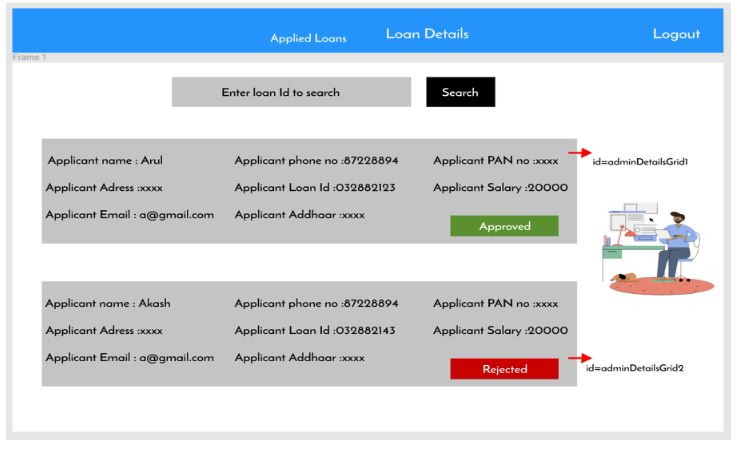 Applied Loans Loan Details Logout
Frame 1
Enter loan Id to search Search
Applicant name : Arul Applicant phone no :87228894 Applicant PAN no :xxxx id=adminDetailsGrid1
Applicant Adress :xxxx Applicant Loan Id :032882123 Applicant Salary :20000
Applicant Email : a@gmail.com Applicant Addhaar :xxxx Approved
Applicant name : Akash Applicant phone no :87228894 Applicant PAN no :xxxx
Applicant Adress :xxxx Applicant Loan Id :032882143 Applicant Salary :20000
Applicant Email : a@gmail.com Applicant Addhaar :xxxx Rejected id=adminDetailsGrid2